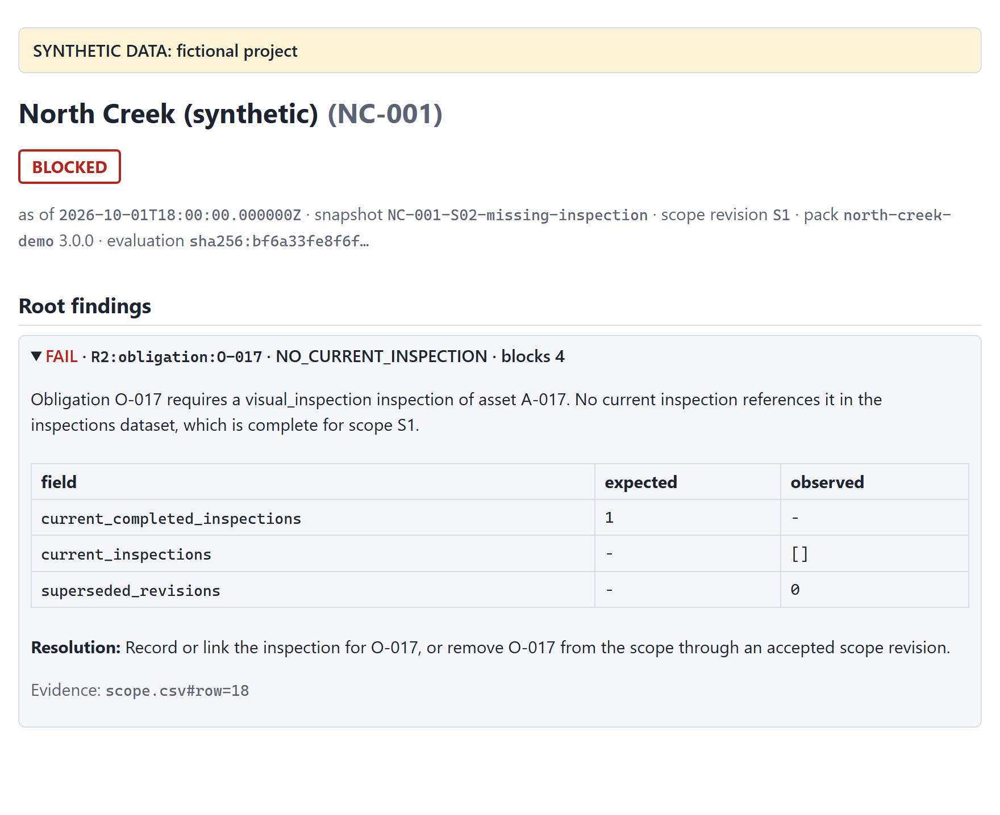 SYNTHETIC DATA: fictional project
North Creek (synthetic) (NC-001)
BLOCKED
as of 2026-10-01T18:00:00.000000Z · snapshot NC-001-S02-missing-inspection · scope revision S1 · pack north-creek-
demo 3.0.0 · evaluation sha256:bf6a33fe8f6f…
Root findings
▼ FAIL · R2:obligation:O-017 · NO_CURRENT_INSPECTION · blocks 4
Obligation O-017 requires a visual_inspection inspection of asset A-017. No current inspection references it in the
inspections dataset, which is complete for scope S1.
field expected observed
current_completed_inspections 1 -
current_inspections - []
superseded_revisions - 0
Resolution: Record or link the inspection for O-017, or remove O-017 from the scope through an accepted scope revision.
Evidence: scope.csv#row=18